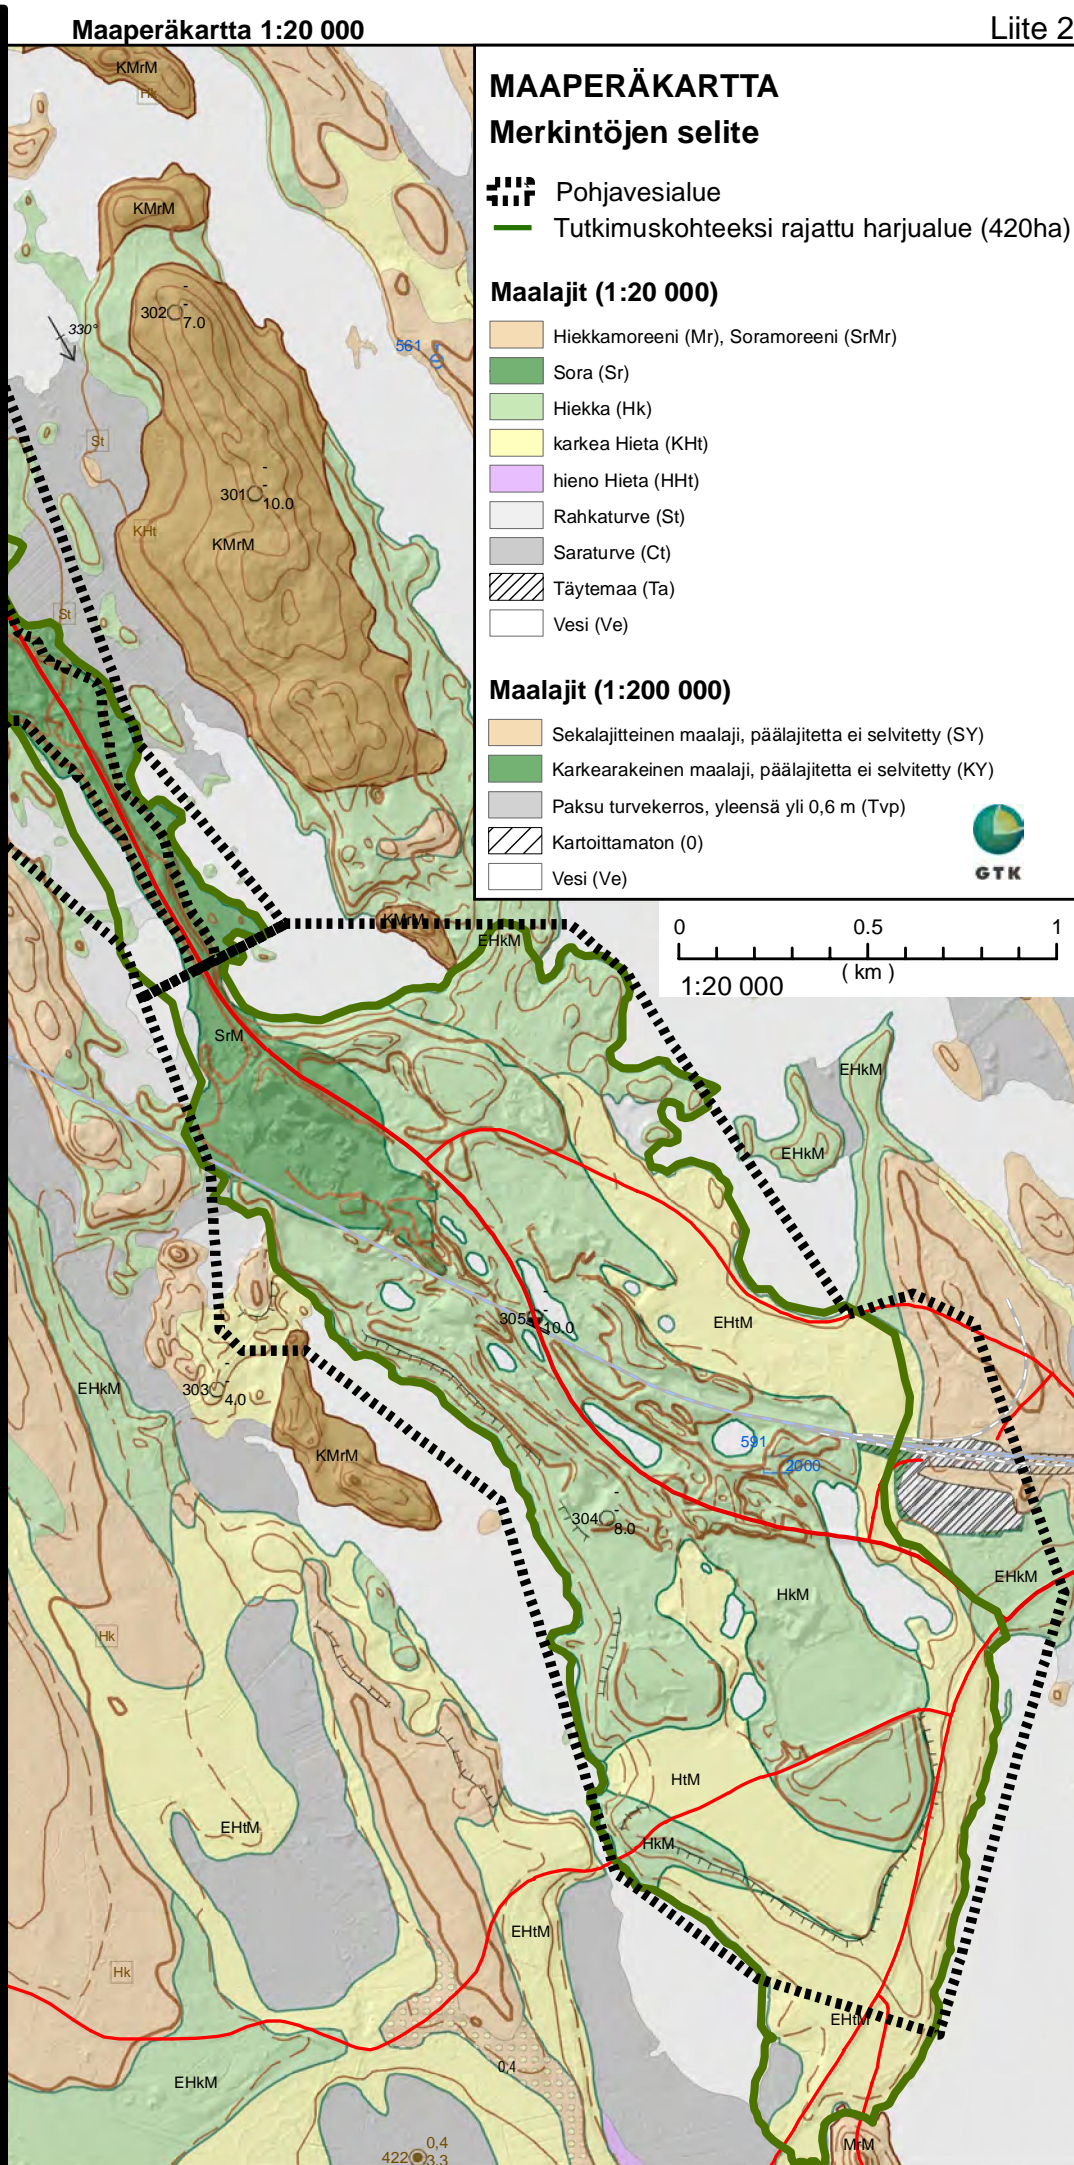 Maaperäkartta 1:20 000
Liite 2
MAAPERÄKARTTA
Merkintöjen selite
Pohjavesialue
Tutkimuskohteeksi rajattu harjualue (420ha)
Maalajit (1:20 000)
Hiekkamoreeni (Mr), Soramoreeni (SrMr)
Sora (Sr)
Hiekka (Hk)
karkea Hieta (KHt)
hieno Hieta (HHt)
Rahkaturve (St)
Saraturve (Ct)
Täytemaa (Ta)
Vesi (Ve)
Maalajit (1:200 000)
Sekalajitteinen maalaji, päälajitetta ei selvitetty (SY)
Karkearakeinen maalaji, päälajitetta ei selvitetty (KY)
Paksu turvekerros, yleensä yli 0,6 m (Tvp)
Kartoittamaton (0)
Vesi (Ve)
GTK
0 0.5 1
( km )
1:20 000
KMrM
Hk
KMrM
302
-
-
7.0
330°
561
St
301
-
-
10.0
KHt
KMrM
St
KMrM
EHkM
SrM
EHkM
EHkM
305
-
-
10.0
EHtM
EHkM
303
-
-
4.0
KMrM
591
2000
304
-
-
8.0
HkM
EHkM
Hk
HtM
EHtM
HkM
EHtM
Hk
EHtM
0,4
EHkM
MrM
422
0,4
3,3